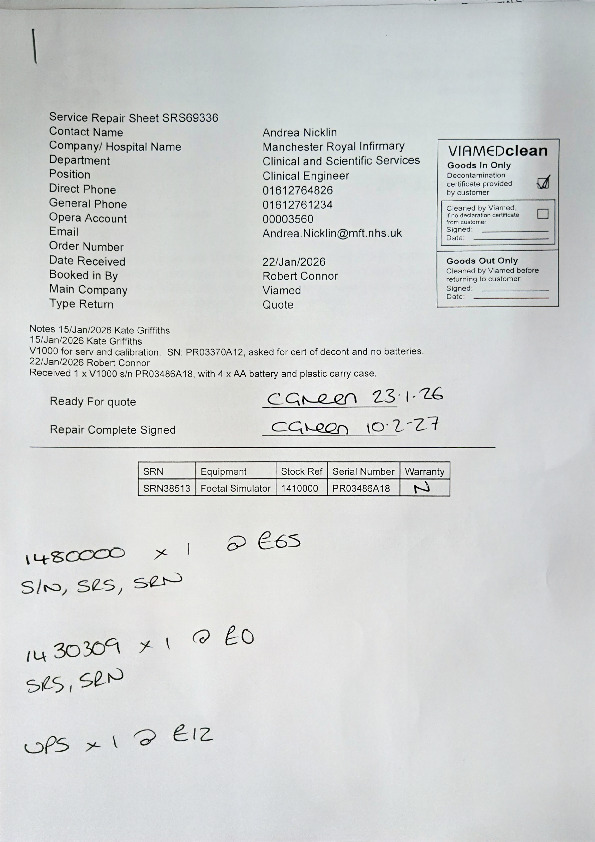 Service Repair Sheet SRS69336
Contact Name Andrea Nicklin
Company/ Hospital Name Manchester Royal Infirmary
Department Clinical and Scientific Services
Position Clinical Engineer
Direct Phone 01612764826
General Phone 01612761234
Opera Account 00003560
Email Andrea.Nicklin@mft.nhs.uk
Order Number
Date Received 22/Jan/2026
Booked in By Robert Connor
Main Company Viamed
Type Return Quote
VIAMEDclean
Goods In Only
Decontamination
certificate provided
by customer
Cleaned by Viamed
if no declaration certificate
from customer
Signed:
Date:
Goods Out Only
Cleaned by Viamed before
returning to customer
Signed:
Date:
Notes 15/Jan/2026 Kate Griffiths
15/Jan/2026 Kate Griffiths
V1000 for serv and calibration. SN: PR03370A12, asked for cert of decont and no batteries.
22/Jan/2026 Robert Connor
Received 1 x V1000 s/n PR03486A18, with 4 x AA battery and plastic carry case.
Ready For quote CGreen 23.1.26
Repair Complete Signed CGreen 10.2.27
SRN Equipment Stock Ref Serial Number Warranty
SRN38513 Foetal Simulator 1410000 PR03486A18 N
1480000 x 1 @ £65
S/N, SRS, SRN
1430309 x 1 @ £0
SRS, SRN
UPS x 1 @ £12